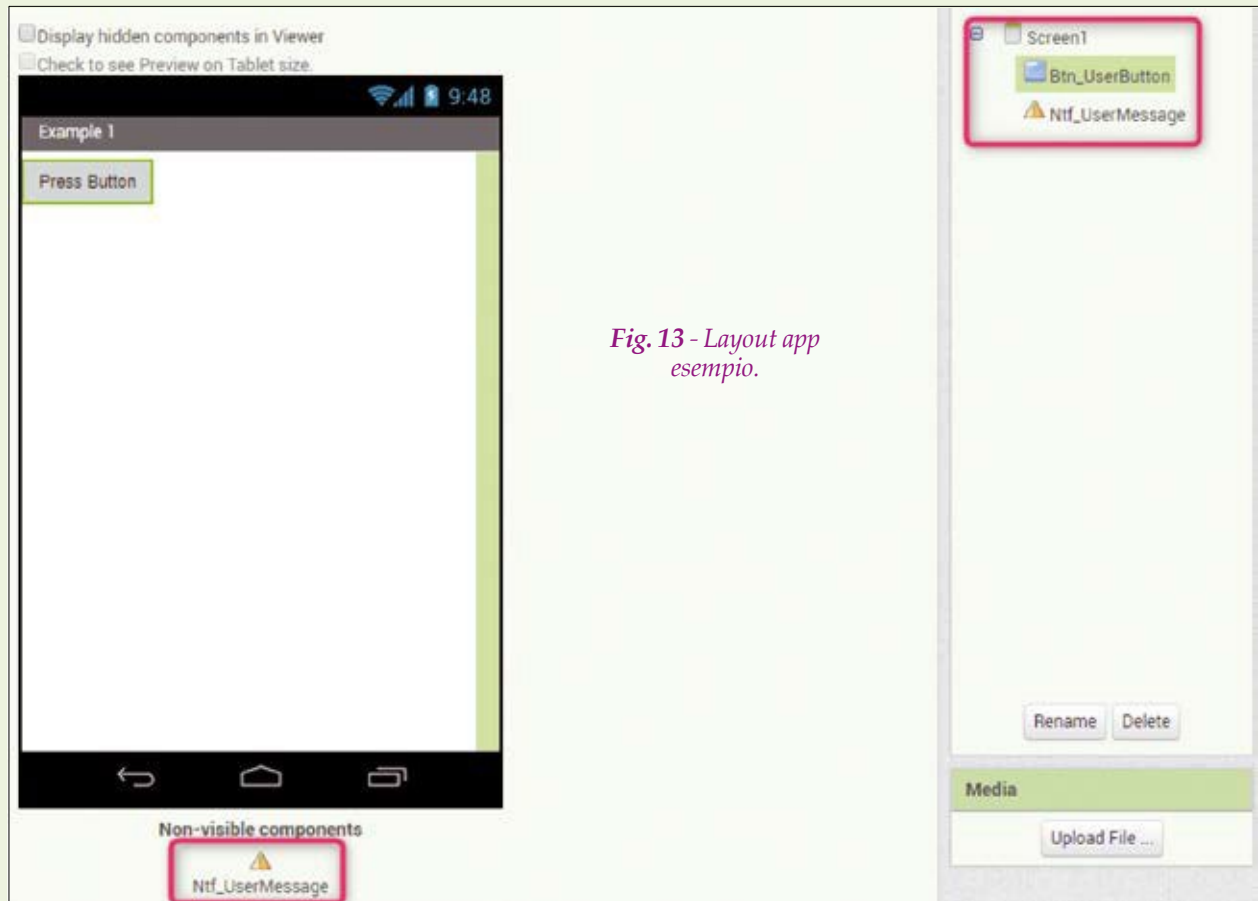 Display hidden components in Viewer
Check to see Preview on Tablet size.
9:48
Example 1
Press Button
Non-visible components
Ntf_UserMessage
Fig. 13 - Layout app
esempio.
Screen1
Btn_UserButton
Ntf_UserMessage
Rename Delete
Media
Upload File ...